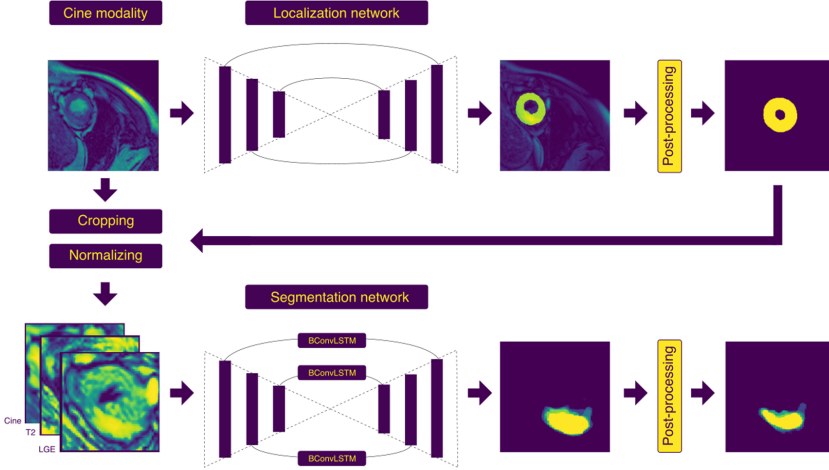 Cine modality
Localization network
Post-processing
Cropping
Normalizing
Segmentation network
BConvLSTM
BConvLSTM
BConvLSTM
Cine
T2
LGE
Post-processing